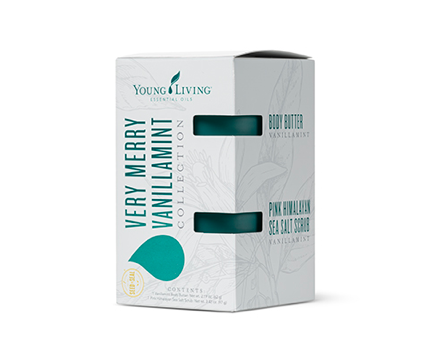 YOUNG LIVING
ESSENTIAL OILS
VERY MERRY
VANILLAMINT
COLLECTION
CONTENTS
BODY BUTTER
VANILLAMINT
PINK HIMALAYAN
SEA SALT SCRUB
VANILLAMINT